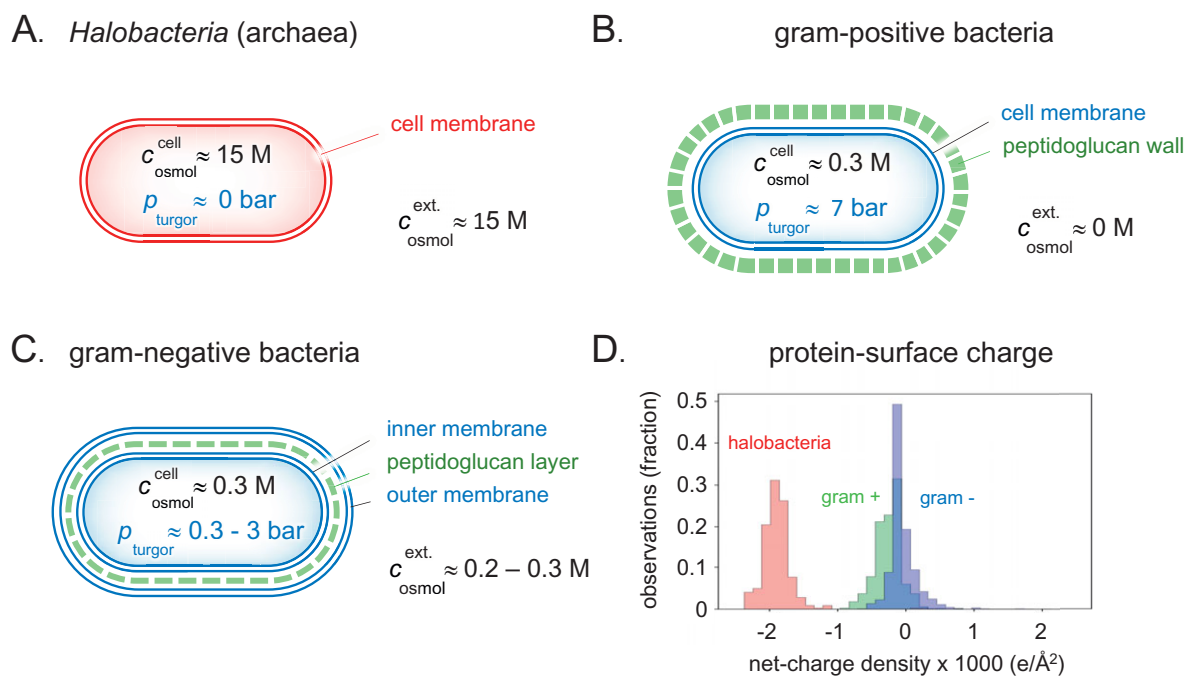 A. Halobacteria (archaea)
cell membrane
c cell osmol ≈ 15 M
p turgor ≈ 0 bar
c ext. osmol ≈ 15 M
B. gram-positive bacteria
cell membrane
peptidoglucan wall
c cell osmol ≈ 0.3 M
p turgor ≈ 7 bar
c ext. osmol ≈ 0 M
C. gram-negative bacteria
inner membrane
peptidoglucan layer
outer membrane
c cell osmol ≈ 0.3 M
p turgor ≈ 0.3 - 3 bar
c ext. osmol ≈ 0.2 – 0.3 M
D. protein-surface charge
observations (fraction)
0.5
0.4
0.3
0.2
0.1
0
halobacteria
gram +
gram -
-2 -1 0 1 2
net-charge density x 1000 (e/Å²)